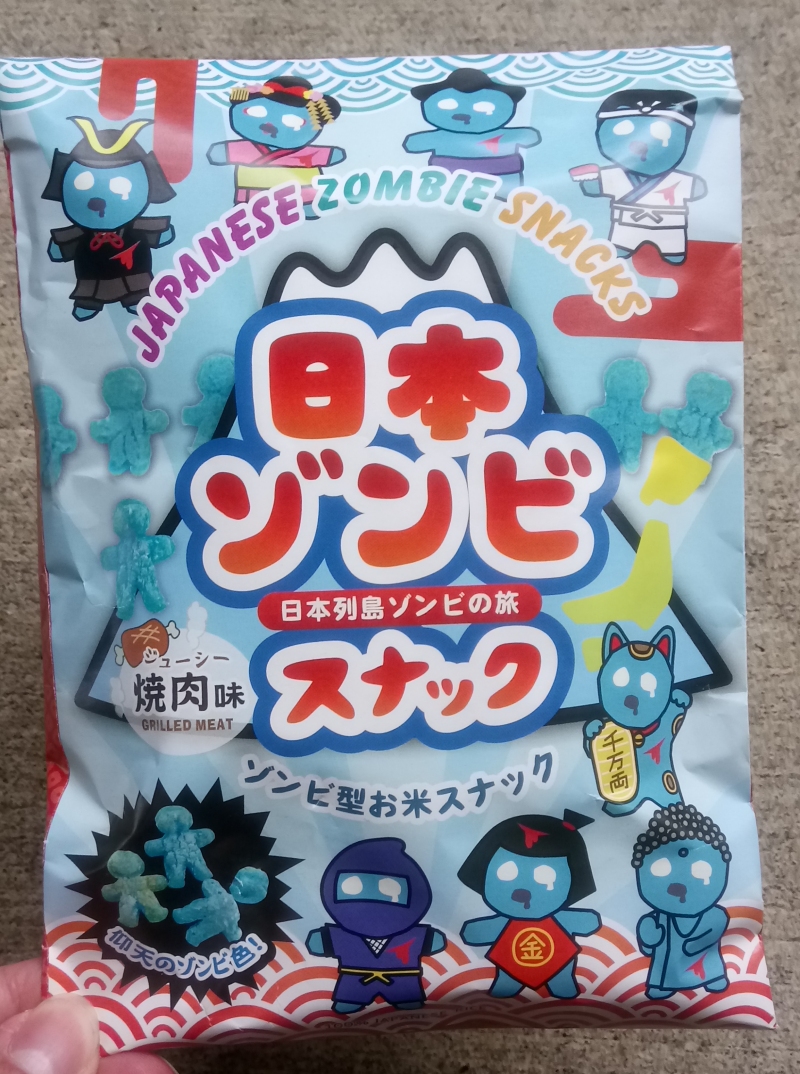 JAPANESE ZOMBIE SNACKS
日本
ゾンビ
日本列島ゾンビの旅
スナック
ジューシー
焼肉味
GRILLED MEAT
千万両
ゾンビ型お米スナック
金
仰天のゾンビ色!